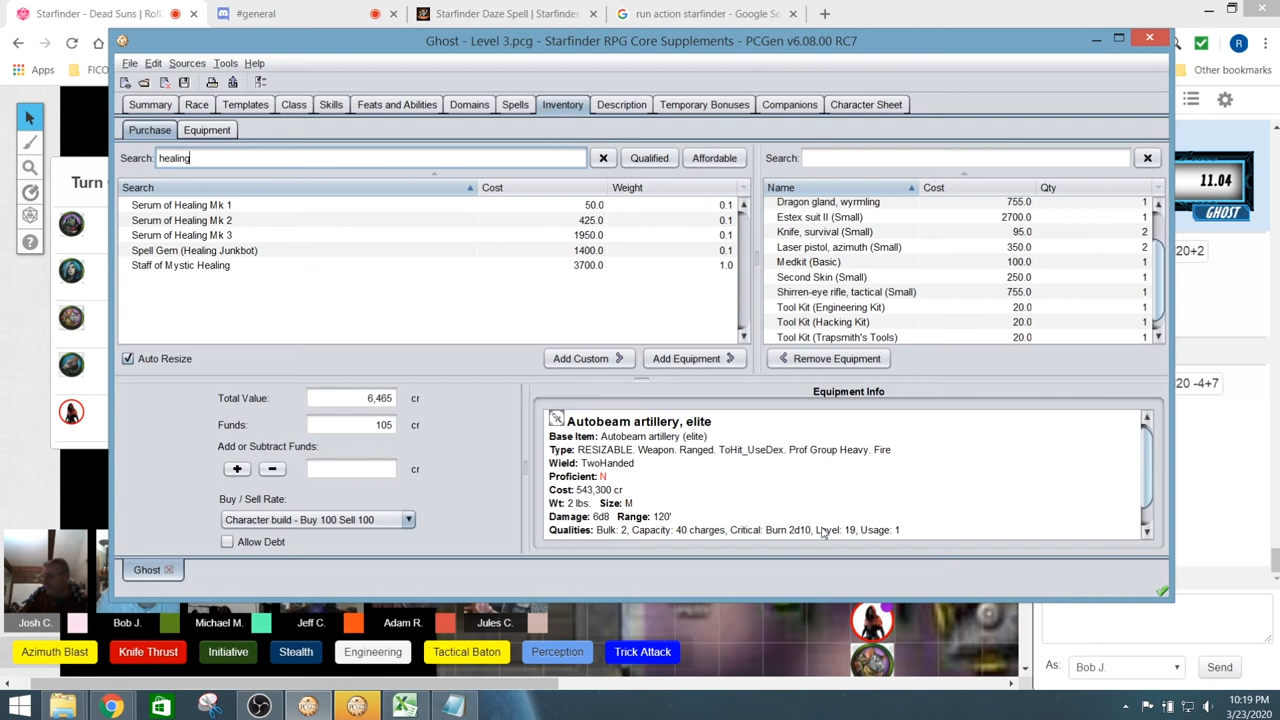 Starfinder - Dead Suns | Roll
#general
Starfinder Daze Spell | Starfinder
run action starfinder - Google Se
Apps
FICO
R
Other bookmarks
Ghost - Level 3.pcg - Starfinder RPG Core Supplements - PCGen v6.08.00 RC7
File Edit Sources Tools Help
Summary Race Templates Class Skills Feats and Abilities Domains Spells Inventory Description Temporary Bonuses Companions Character Sheet
Purchase Equipment
Search: healing Qualified Affordable Search:
Turn
Search Cost Weight
Serum of Healing Mk 1 50.0 0.1
Serum of Healing Mk 2 425.0 0.1
Serum of Healing Mk 3 1950.0 0.1
Spell Gem (Healing Junkbot) 1400.0 0.1
Staff of Mystic Healing 3700.0 1.0
Name Cost Qty
Dragon gland, wyrmling 755.0 1
Estex suit II (Small) 2700.0 1
Knife, survival (Small) 95.0 2
Laser pistol, azimuth (Small) 350.0 2
Medkit (Basic) 100.0 1
Second Skin (Small) 250.0 1
Shirren-eye rifle, tactical (Small) 755.0 1
Tool Kit (Engineering Kit) 20.0 1
Tool Kit (Hacking Kit) 20.0 1
Tool Kit (Trapsmith's Tools) 20.0 1
11.04
GHOST
20+2
20 -4+7
Auto Resize Add Custom Add Equipment Remove Equipment
Total Value: 6,465 cr
Funds: 105 cr
Add or Subtract Funds:
+ - cr
Buy / Sell Rate:
Character build - Buy 100 Sell 100
Allow Debt
Equipment Info
Autobeam artillery, elite
Base Item: Autobeam artillery (elite)
Type: RESIZABLE. Weapon. Ranged. ToHit_UseDex. Prof Group Heavy. Fire
Wield: TwoHanded
Proficient: N
Cost: 543,300 cr
Wt: 2 lbs. Size: M
Damage: 6d8 Range: 120'
Qualities: Bulk: 2, Capacity: 40 charges, Critical: Burn 2d10, Level: 19, Usage: 1
Ghost
Josh C. Bob J. Michael M. Jeff C. Adam R. Jules C.
Azimuth Blast Knife Thrust Initiative Stealth Engineering Tactical Baton Perception Trick Attack
As: Bob J. Send
10:19 PM
3/23/2020